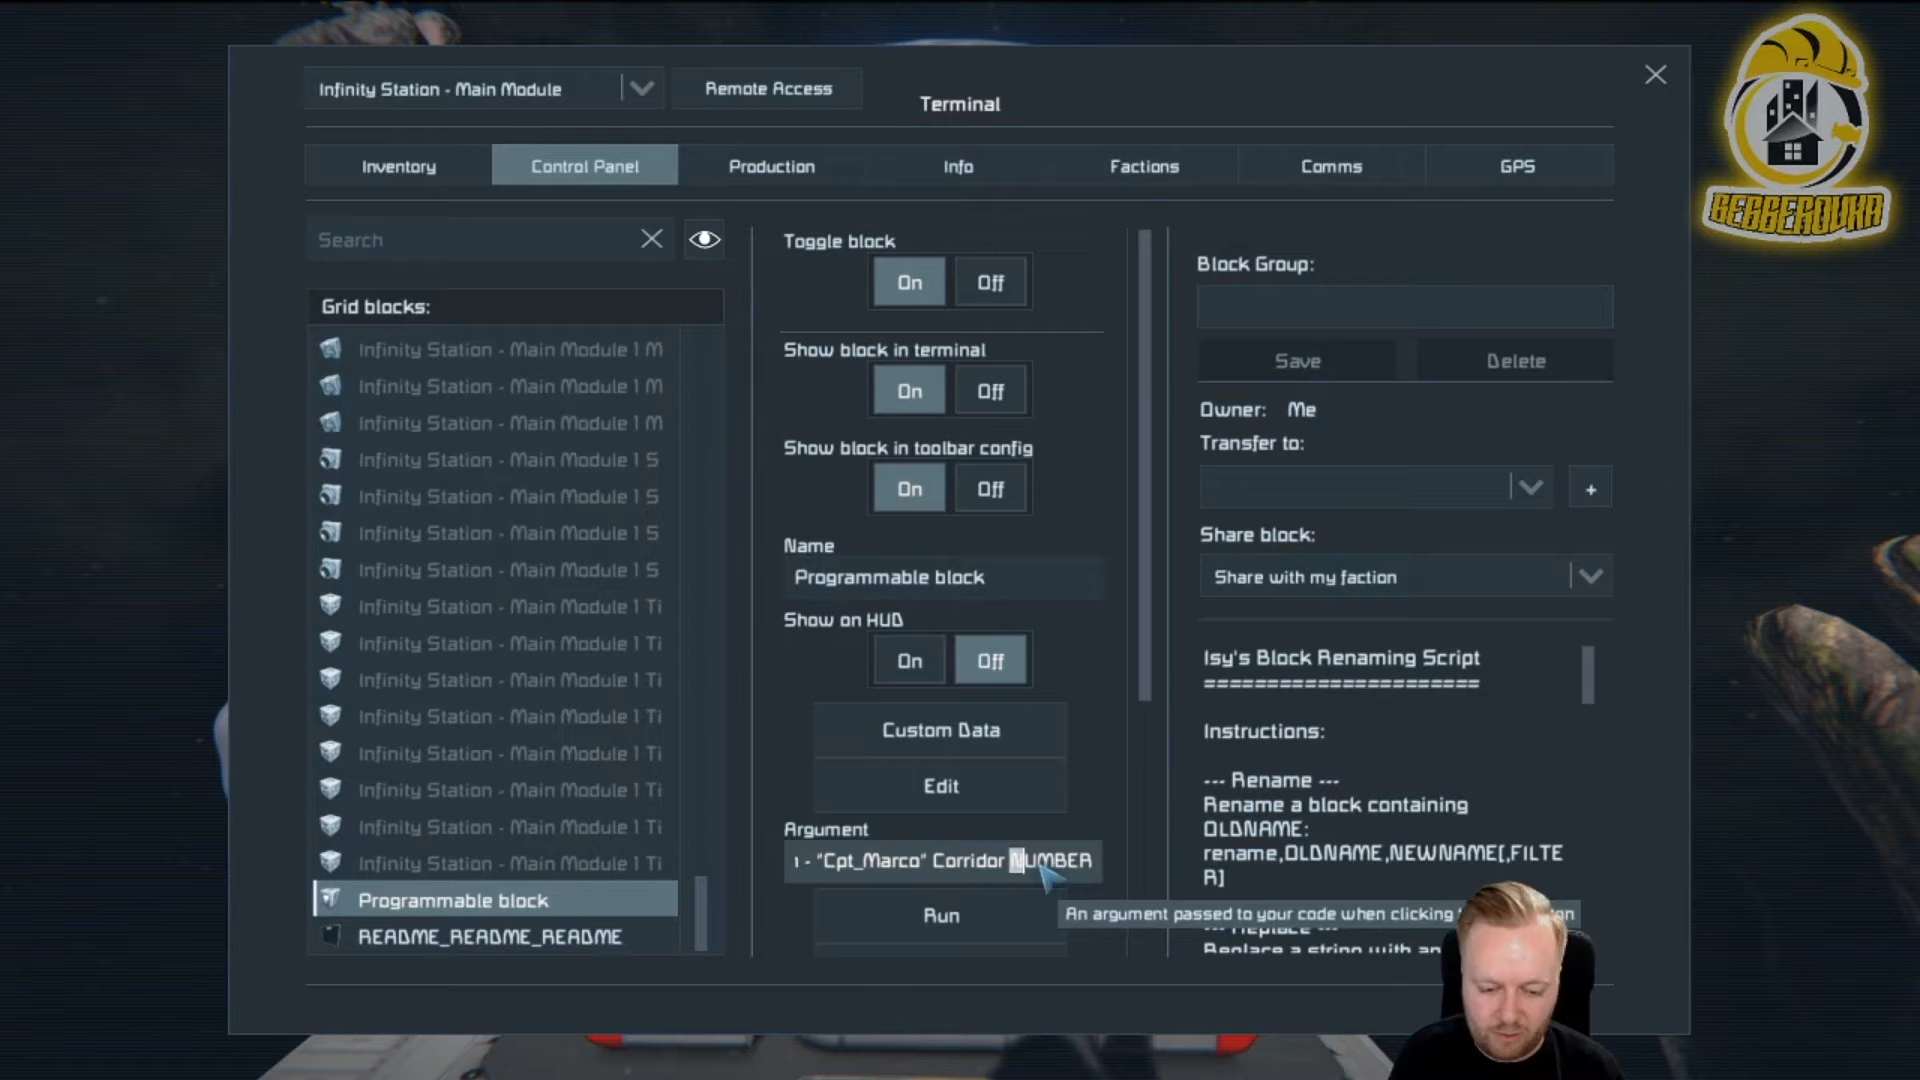 Infinity Station - Main Module
Remote Access
Terminal
Inventory
Control Panel
Production
Info
Factions
Comms
GPS
Search
Grid blocks:
Infinity Station - Main Module 1 M
Infinity Station - Main Module 1 M
Infinity Station - Main Module 1 M
Infinity Station - Main Module 1 S
Infinity Station - Main Module 1 S
Infinity Station - Main Module 1 S
Infinity Station - Main Module 1 S
Infinity Station - Main Module 1 Ti
Infinity Station - Main Module 1 Ti
Infinity Station - Main Module 1 Ti
Infinity Station - Main Module 1 Ti
Infinity Station - Main Module 1 Ti
Infinity Station - Main Module 1 Ti
Infinity Station - Main Module 1 Ti
Infinity Station - Main Module 1 Ti
Programmable block
README_README_README
Toggle block
On
Off
Show block in terminal
On
Off
Show block in toolbar config
On
Off
Name
Programmable block
Show on HUD
On
Off
Custom Data
Edit
Argument
- "Cpt_Marco" Corridor NUMBER
Run
An argument passed to your code when clicking
Block Group:
Save
Delete
Owner: Me
Transfer to:
+
Share block:
Share with my faction
Isy's Block Renaming Script
======================
Instructions:
--- Rename ---
Rename a block containing
OLDNAME:
rename,OLDNAME,NEWNAME[,FILTE
R]
--- Replace ---
Replace a string with an